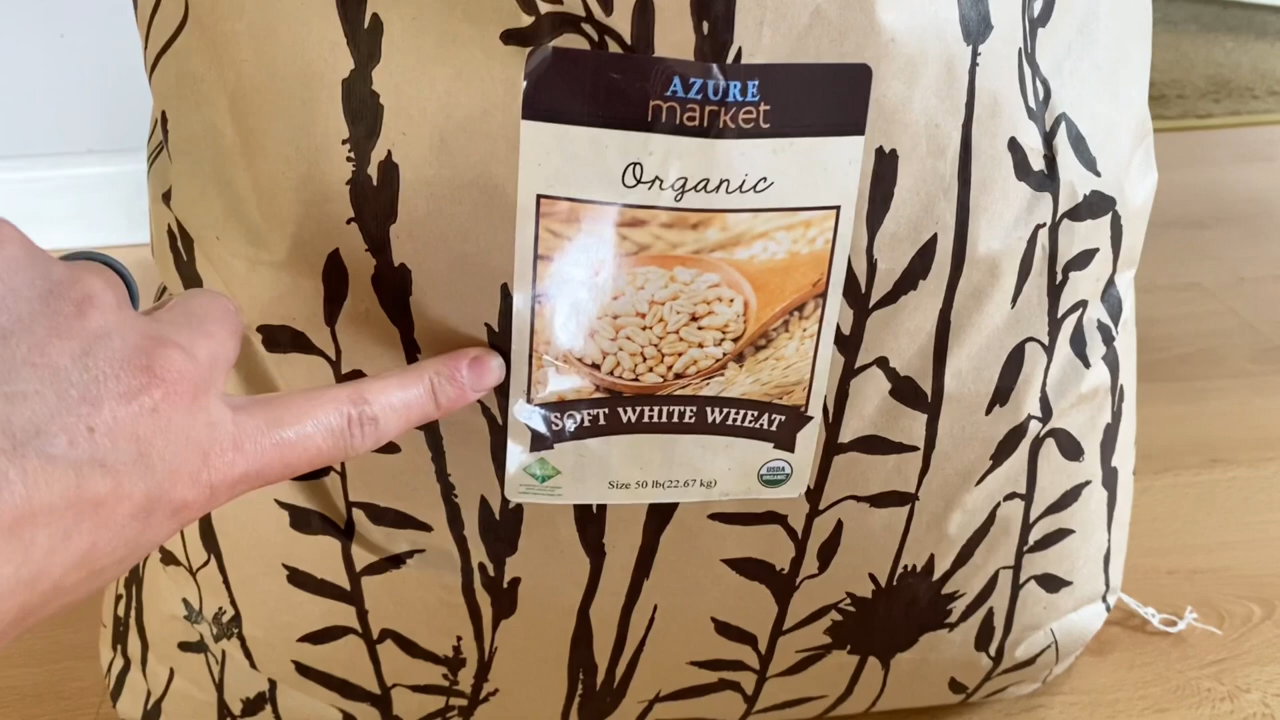 AZURE
market
Organic
SOFT WHITE WHEAT
Size 50 lb(22.67 kg)
USDA
ORGANIC